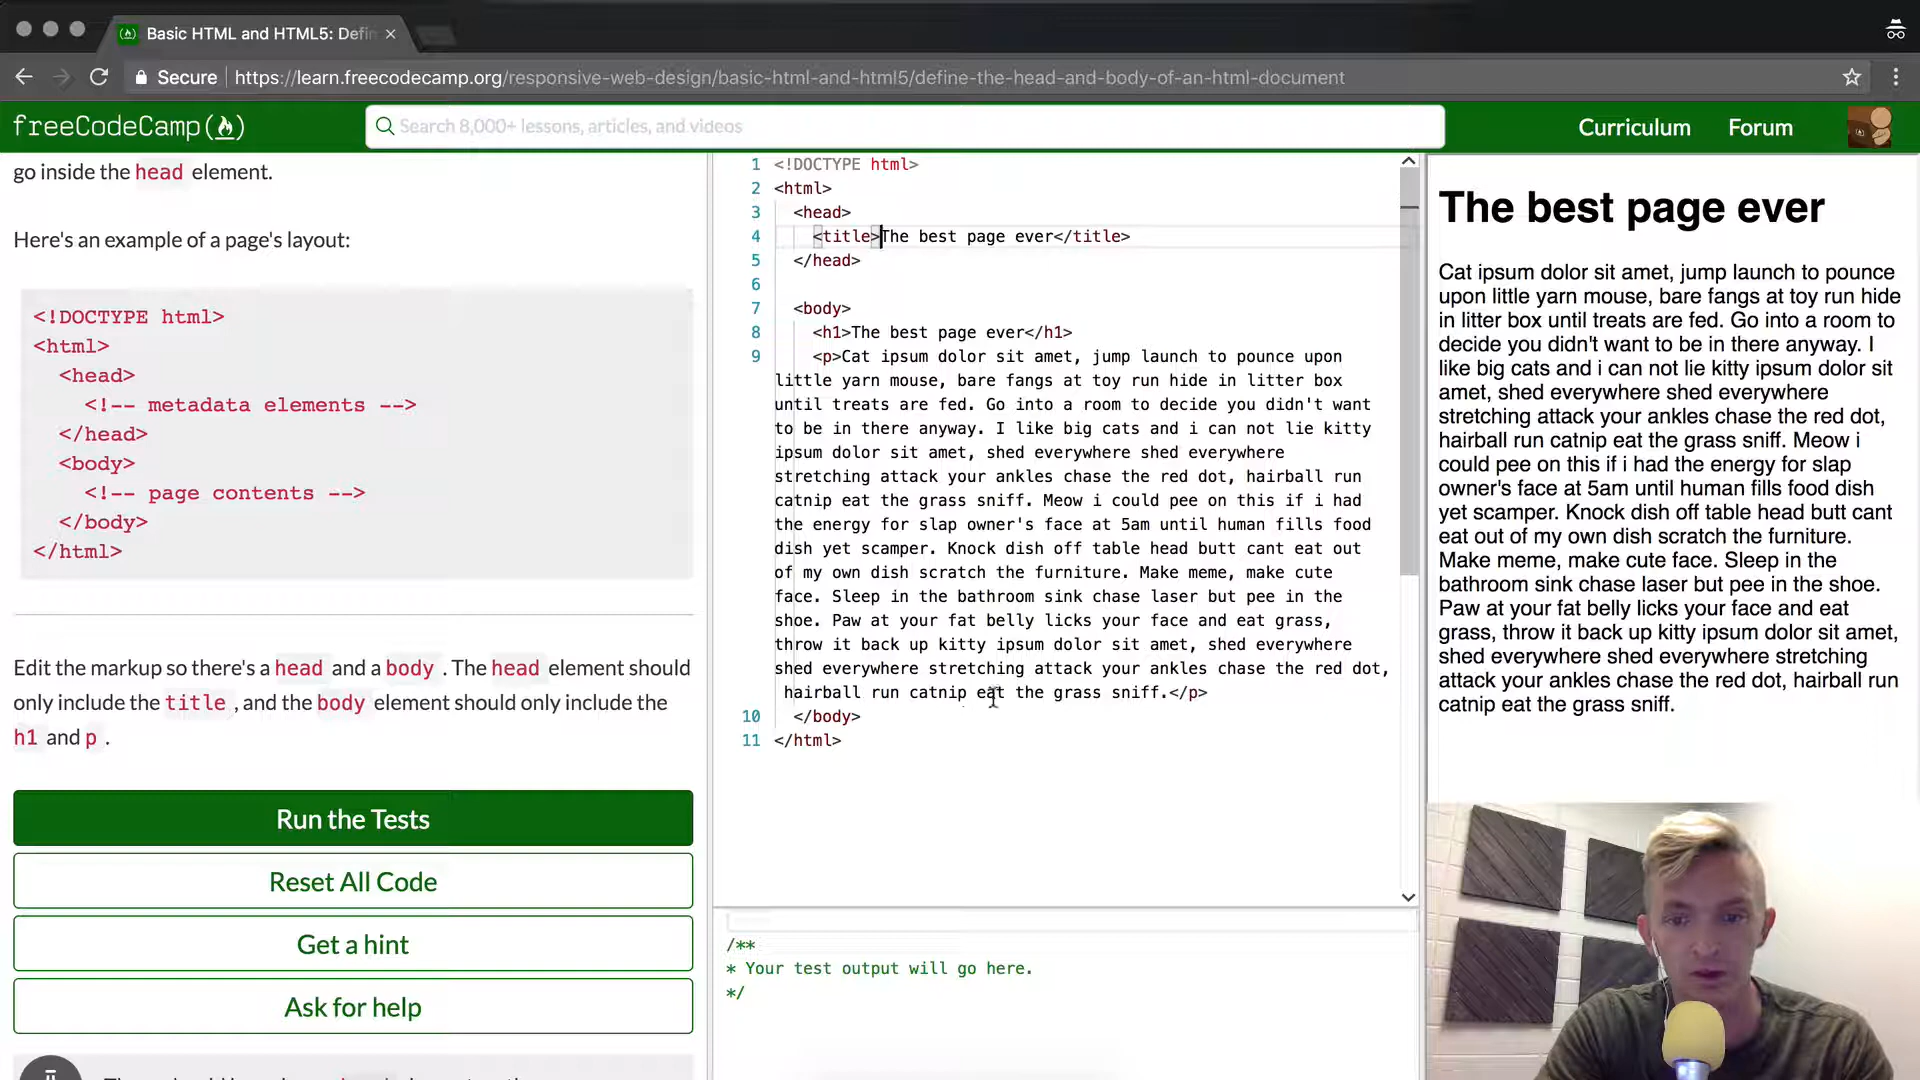 Basic HTML and HTML5: Defin
Secure
https://learn.freecodecamp.org/responsive-web-design/basic-html-and-html5/define-the-head-and-body-of-an-html-document
freeCodeCamp
Search 8,000+ lessons, articles, and videos
Curriculum
Forum
go inside the head element.
Here's an example of a page's layout:
<!DOCTYPE html>
<html>
<head>
<!-- metadata elements -->
</head>
<body>
<!-- page contents -->
</body>
</html>
Edit the markup so there's a head and a body . The head element should
only include the title , and the body element should only include the
h1 and p .
Run the Tests
Reset All Code
Get a hint
Ask for help
1 <!DOCTYPE html>
2 <html>
3 <head>
4 <title>The best page ever</title>
5 </head>
6
7 <body>
8 <h1>The best page ever</h1>
9 <p>Cat ipsum dolor sit amet, jump launch to pounce upon
little yarn mouse, bare fangs at toy run hide in litter box
until treats are fed. Go into a room to decide you didn't want
to be in there anyway. I like big cats and i can not lie kitty
ipsum dolor sit amet, shed everywhere shed everywhere
stretching attack your ankles chase the red dot, hairball run
catnip eat the grass sniff. Meow i could pee on this if i had
the energy for slap owner's face at 5am until human fills food
dish yet scamper. Knock dish off table head butt cant eat out
of my own dish scratch the furniture. Make meme, make cute
face. Sleep in the bathroom sink chase laser but pee in the
shoe. Paw at your fat belly licks your face and eat grass,
throw it back up kitty ipsum dolor sit amet, shed everywhere
shed everywhere stretching attack your ankles chase the red dot,
hairball run catnip eat the grass sniff.</p>
10 </body>
11 </html>
/**
* Your test output will go here.
*/
The best page ever
Cat ipsum dolor sit amet, jump launch to pounce
upon little yarn mouse, bare fangs at toy run hide
in litter box until treats are fed. Go into a room to
decide you didn't want to be in there anyway. I
like big cats and i can not lie kitty ipsum dolor sit
amet, shed everywhere shed everywhere
stretching attack your ankles chase the red dot,
hairball run catnip eat the grass sniff. Meow i
could pee on this if i had the energy for slap
owner's face at 5am until human fills food dish
yet scamper. Knock dish off table head butt cant
eat out of my own dish scratch the furniture.
Make meme, make cute face. Sleep in the
bathroom sink chase laser but pee in the shoe.
Paw at your fat belly licks your face and eat
grass, throw it back up kitty ipsum dolor sit amet,
shed everywhere shed everywhere stretching
attack your ankles chase the red dot, hairball run
catnip eat the grass sniff.